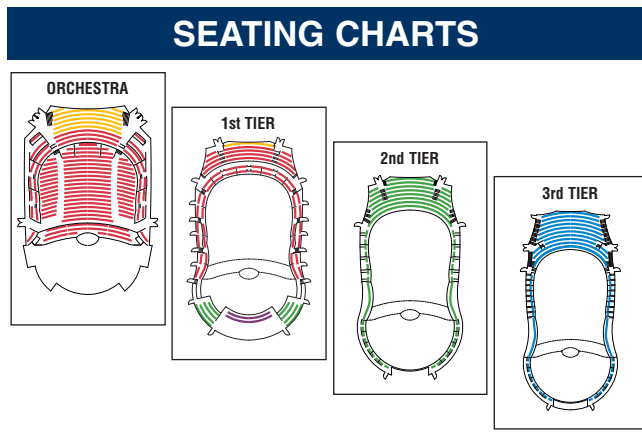 SEATING CHARTS
ORCHESTRA
1st TIER
2nd TIER
3rd TIER